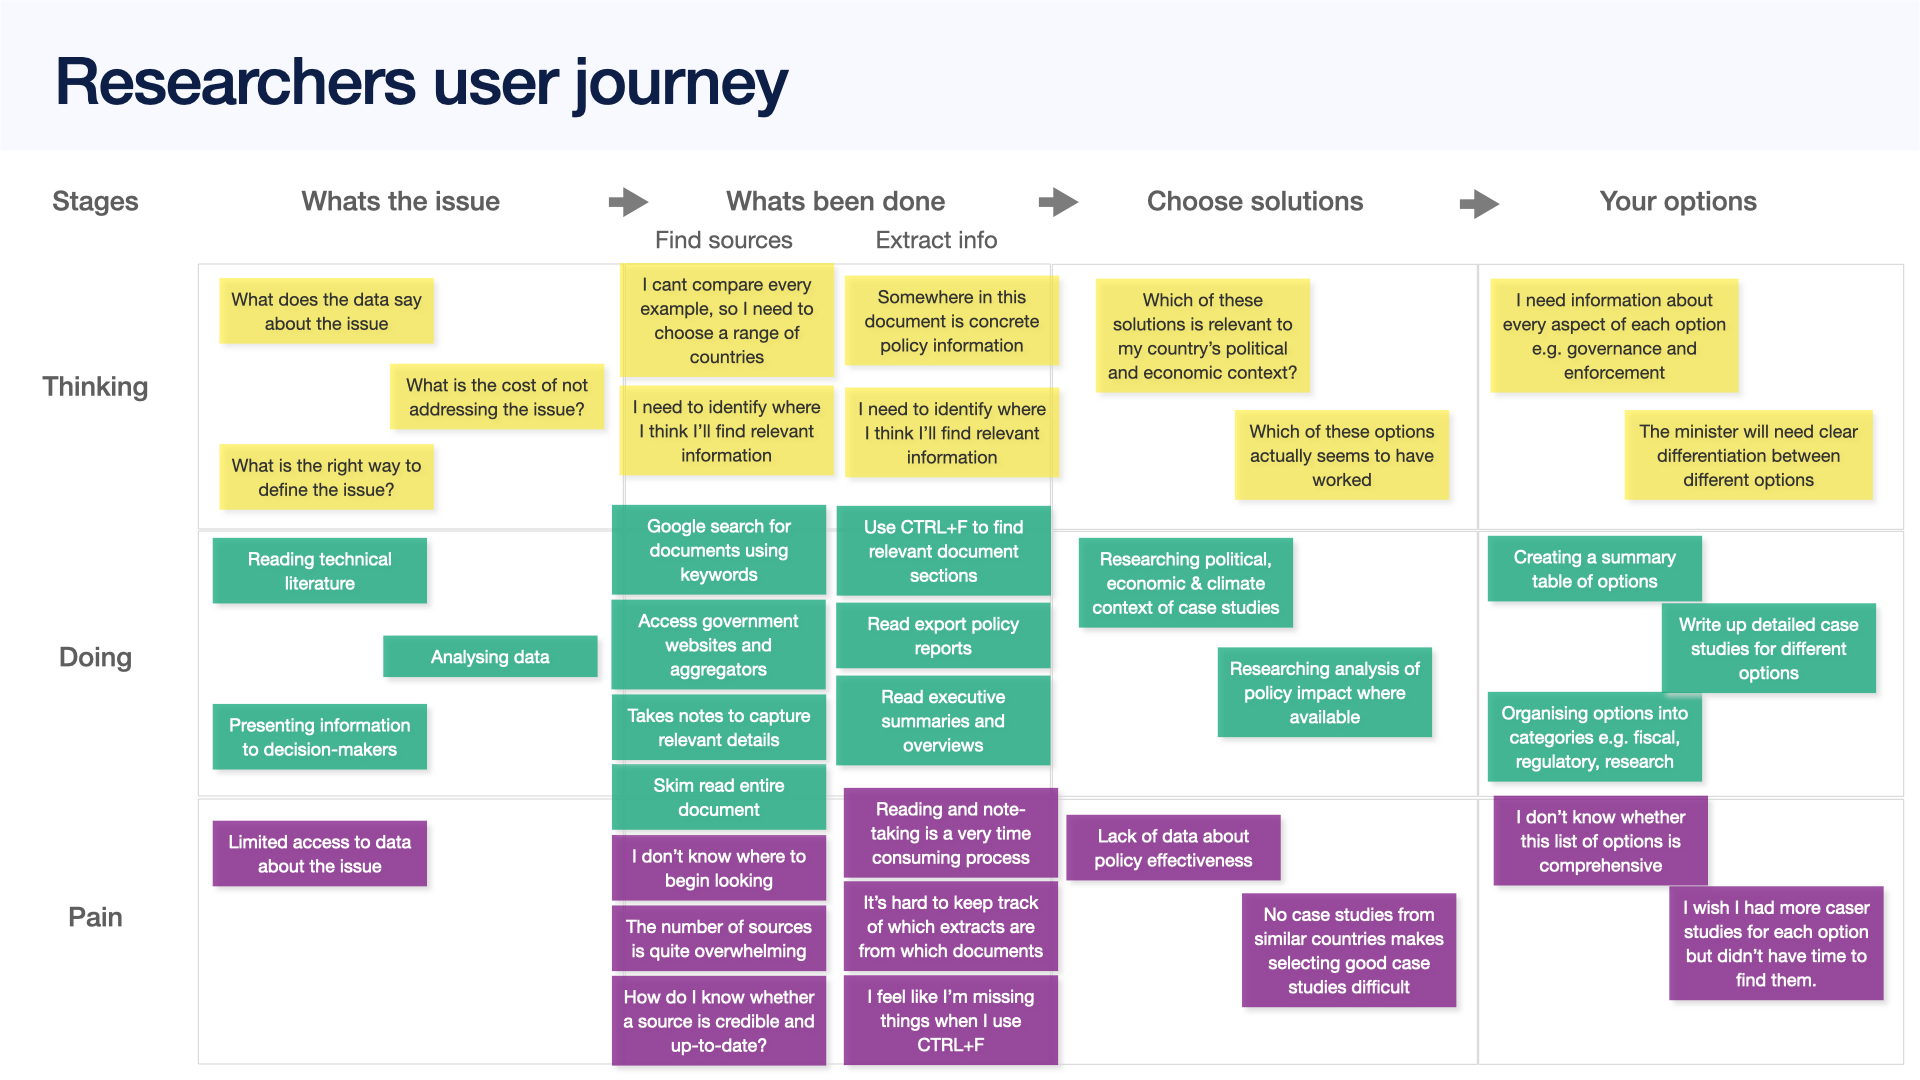 Researchers user journey
Stages
Whats the issue
Whats been done
Choose solutions
Your options
Find sources
Extract info
Thinking
What does the data say
about the issue
What is the cost of not
addressing the issue?
What is the right way to
define the issue?
I cant compare every
example, so I need to
choose a range of
countries
I need to identify where
I think I’ll find relevant
information
Somewhere in this
document is concrete
policy information
I need to identify where
I think I’ll find relevant
information
Which of these
solutions is relevant to
my country’s political
and economic context?
Which of these options
actually seems to have
worked
I need information about
every aspect of each option
e.g. governance and
enforcement
The minister will need clear
differentiation between
different options
Doing
Reading technical
literature
Analysing data
Presenting information
to decision-makers
Google search for
documents using
keywords
Access government
websites and
aggregators
Takes notes to capture
relevant details
Skim read entire
document
Use CTRL+F to find
relevant document
sections
Read export policy
reports
Read executive
summaries and
overviews
Researching political,
economic & climate
context of case studies
Researching analysis of
policy impact where
available
Creating a summary
table of options
Write up detailed case
studies for different
options
Organising options into
categories e.g. fiscal,
regulatory, research
Pain
Limited access to data
about the issue
I don’t know where to
begin looking
The number of sources
is quite overwhelming
How do I know whether
a source is credible and
up-to-date?
Reading and note-
taking is a very time
consuming process
It’s hard to keep track
of which extracts are
from which documents
I feel like I’m missing
things when I use
CTRL+F
Lack of data about
policy effectiveness
No case studies from
similar countries makes
selecting good case
studies difficult
I don’t know whether
this list of options is
comprehensive
I wish I had more caser
studies for each option
but didn’t have time to
find them.